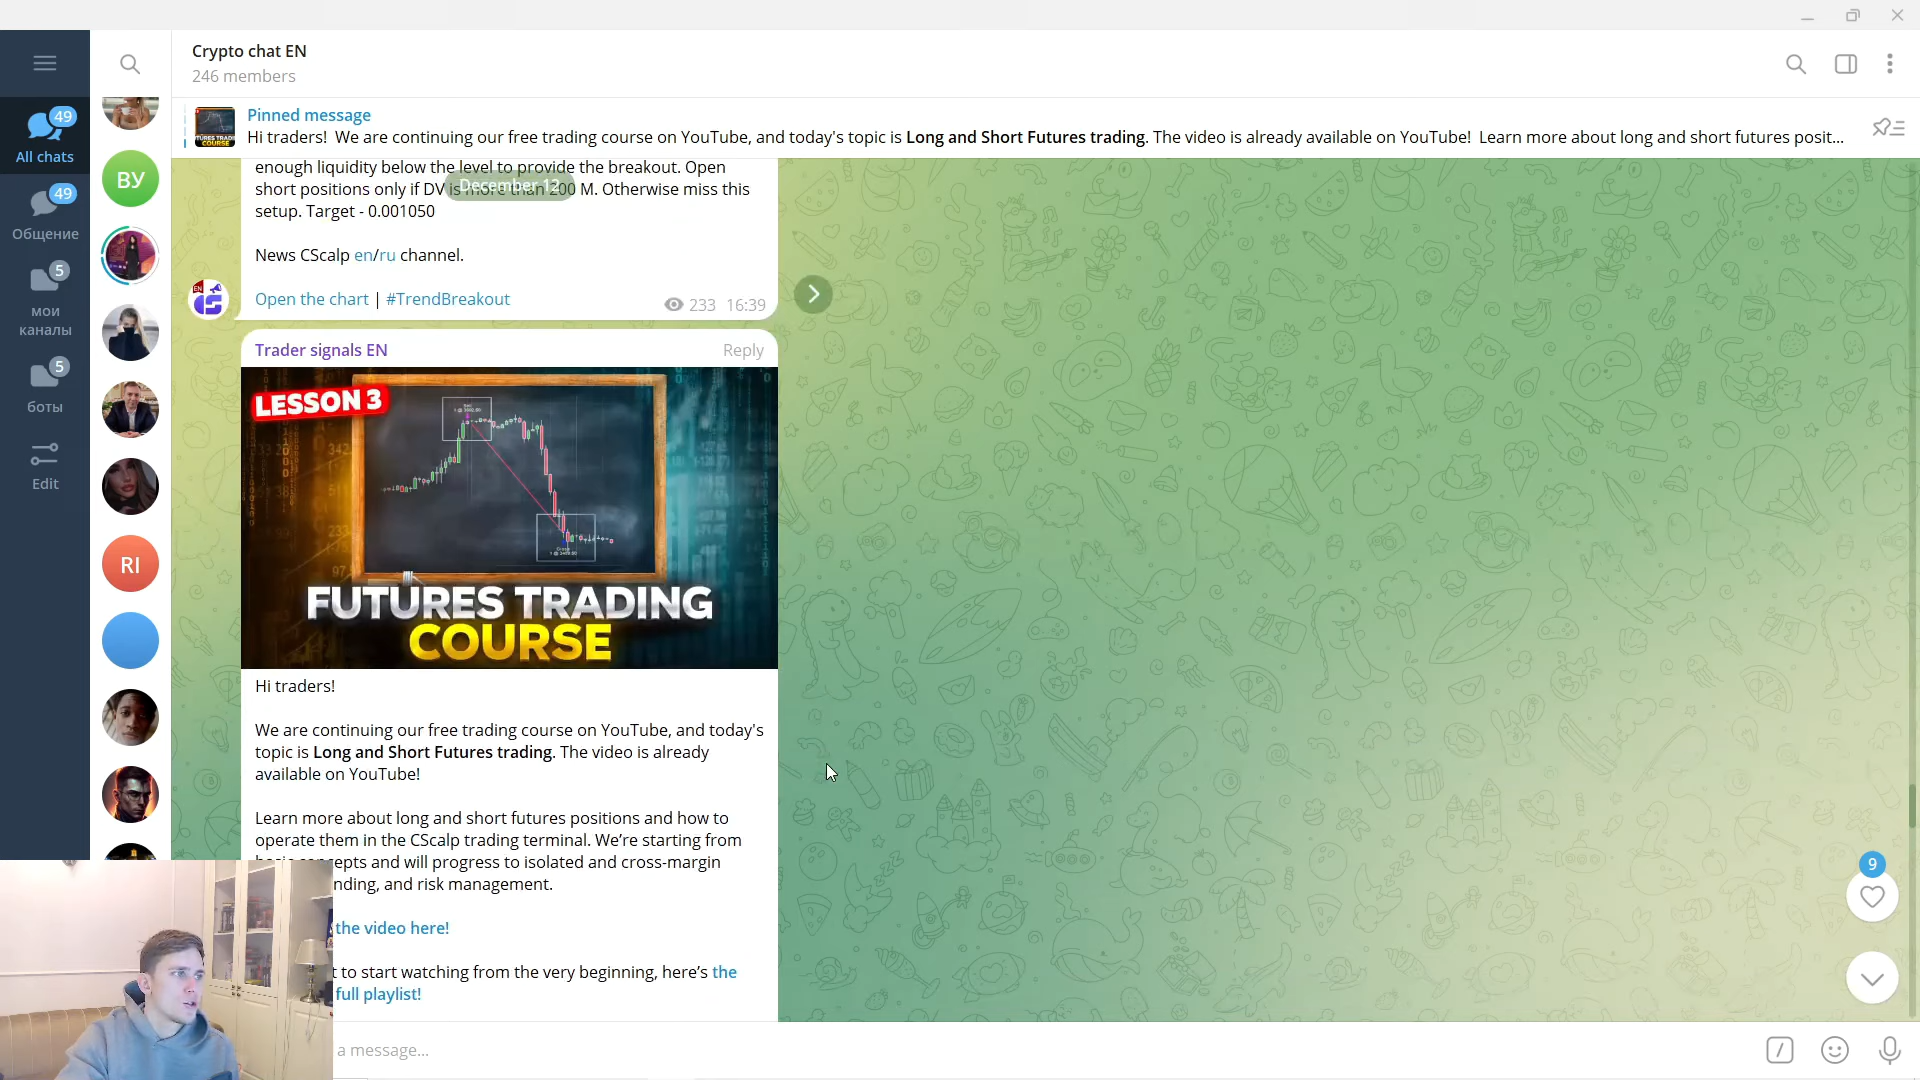 Crypto chat EN
246 members
49
All chats
Pinned message
Hi traders! We are continuing our free trading course on YouTube, and today's topic is Long and Short Futures trading. The video is already available on YouTube! Learn more about long and short futures posit...
ВУ
49
Общение
5
мои
каналы
5
боты
Edit
RI
enough liquidity below the level to provide the breakout. Open
December 12
short positions only if DV is more than 200 M. Otherwise miss this
setup. Target - 0.001050
News CScalp en/ru channel.
Open the chart | #TrendBreakout
233 16:39
Trader signals EN
Reply
LESSON 3
FUTURES TRADING
COURSE
Hi traders!
We are continuing our free trading course on YouTube, and today's
topic is Long and Short Futures trading. The video is already
available on YouTube!
Learn more about long and short futures positions and how to
operate them in the CScalp trading terminal. We're starting from
and will progress to isolated and cross-margin
and risk management.
the video here!
to start watching from the very beginning, here's the
full playlist!
9
a message...